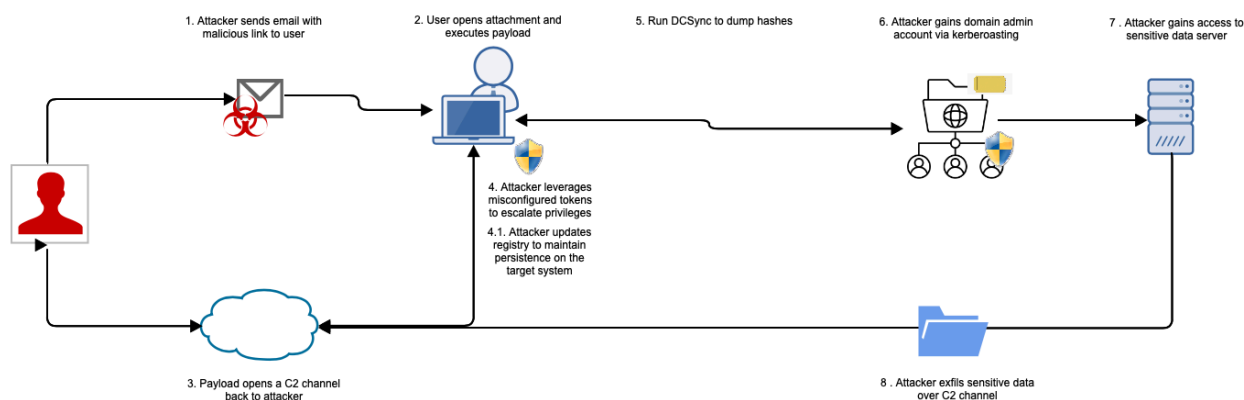 1. Attacker sends email with
malicious link to user
2. User opens attachment and
executes payload
5. Run DCSync to dump hashes
6. Attacker gains domain admin
account via kerberoasting
7 . Attacker gains access to
sensitive data server
4. Attacker leverages
misconfigured tokens
to escalate privileges
4.1. Attacker updates
registry to maintain
persistence on the
target system
3. Payload opens a C2 channel
back to attacker
8 . Attacker exfils sensitive data
over C2 channel